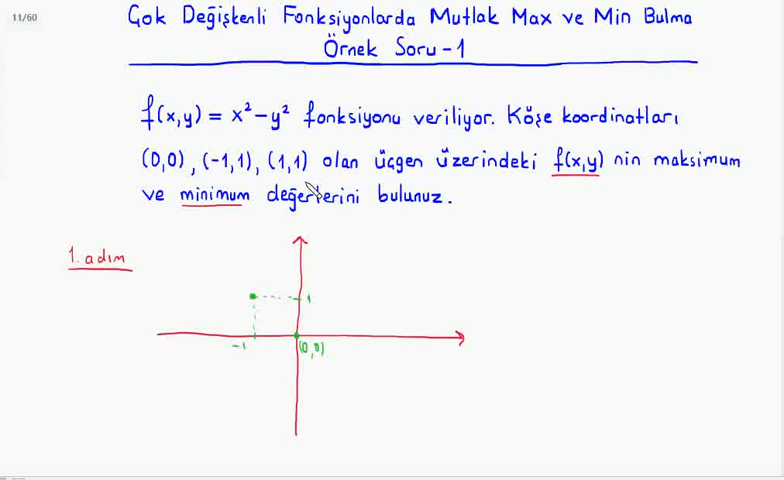 11/60
Çok Değişkenli Fonksiyonlarda Mutlak Max ve Min Bulma
Örnek Soru-1
f(x,y) = x² - y² fonksiyonu veriliyor. Köşe koordinatları
(0,0), (-1,1), (1,1) olan üçgen üzerindeki f(x,y) nin maksimum
ve minimum değerlerini bulunuz.
1. adım
1
-1
(0,0)